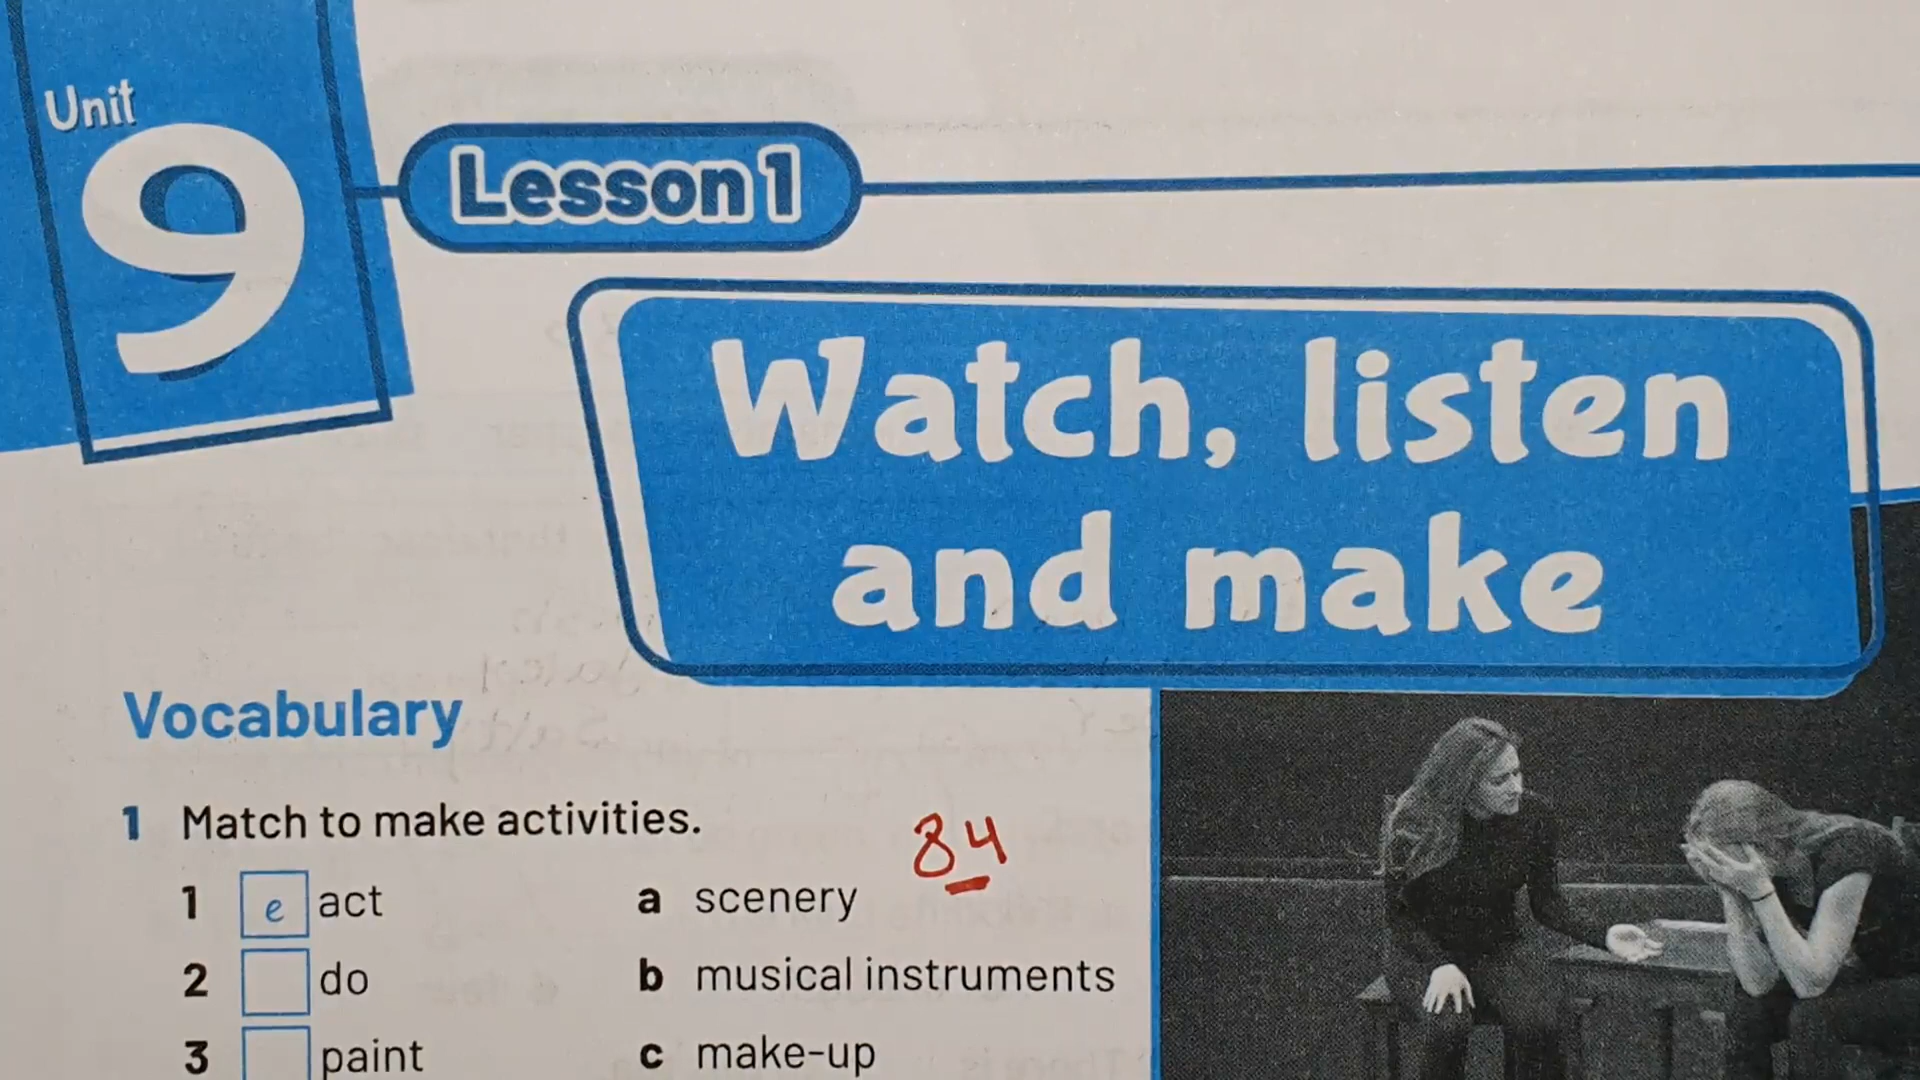 Unit
9
Lesson 1
Watch, listen
and make
Vocabulary
1 Match to make activities.
84
1 e act a scenery
2 do b musical instruments
3 paint c make-up